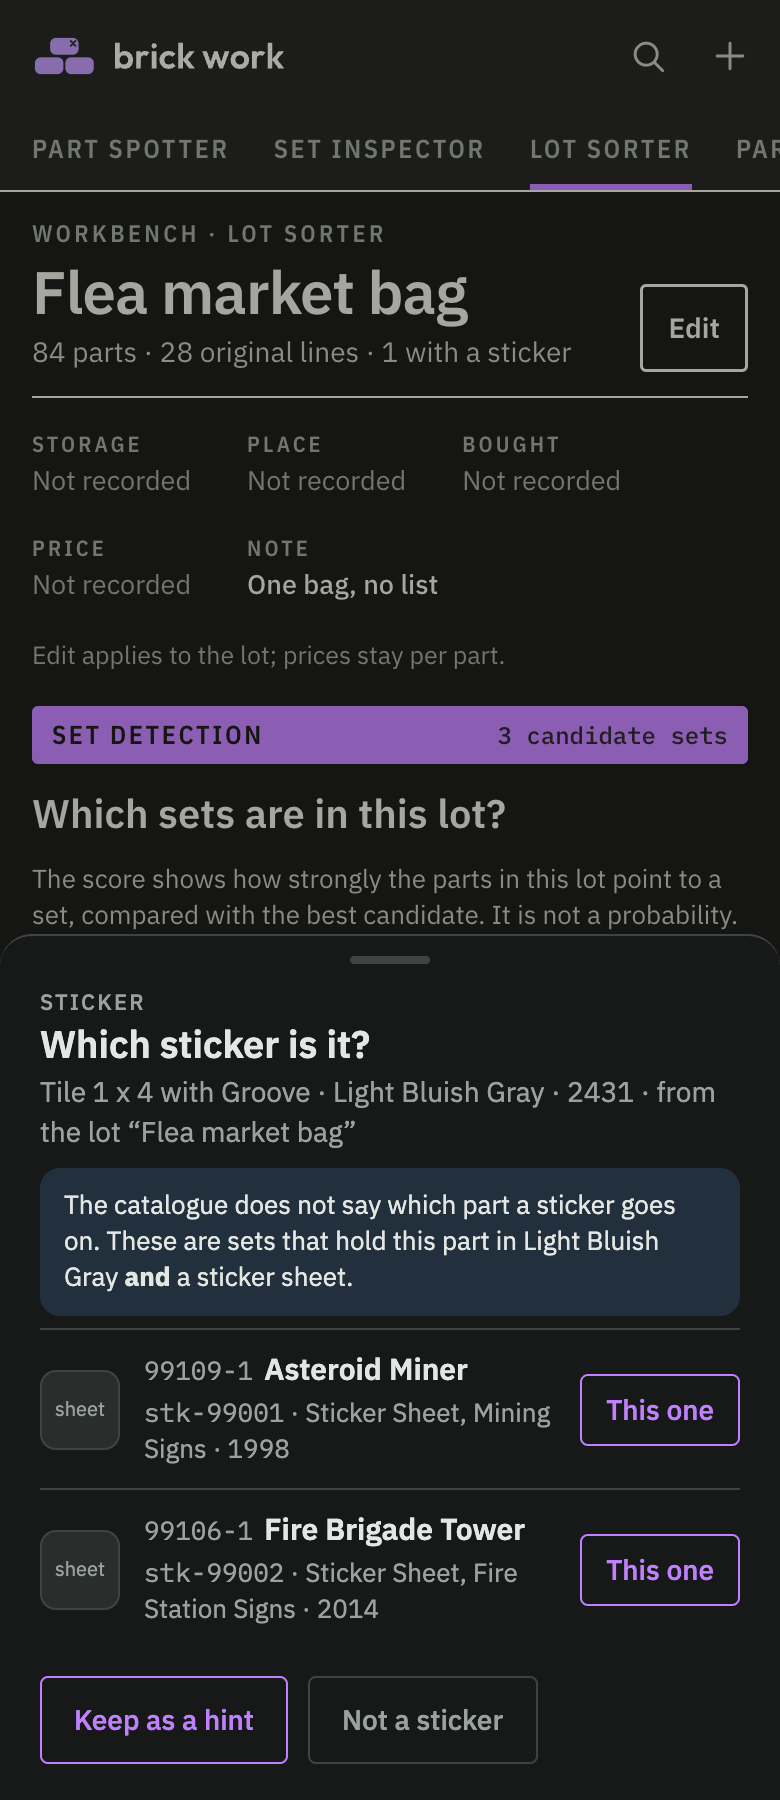 brick work
PART SPOTTER SET INSPECTOR LOT SORTER PAR
WORKBENCH · LOT SORTER
Flea market bag
Edit
84 parts · 28 original lines · 1 with a sticker
STORAGE PLACE BOUGHT
Not recorded Not recorded Not recorded
PRICE NOTE
Not recorded One bag, no list
Edit applies to the lot; prices stay per part.
SET DETECTION 3 candidate sets
Which sets are in this lot?
The score shows how strongly the parts in this lot point to a
set, compared with the best candidate. It is not a probability.
STICKER
Which sticker is it?
Tile 1 x 4 with Groove · Light Bluish Gray · 2431 · from
the lot “Flea market bag”
The catalogue does not say which part a sticker goes
on. These are sets that hold this part in Light Bluish
Gray and a sticker sheet.
99109-1 Asteroid Miner
sheet
stk-99001 · Sticker Sheet, Mining
Signs · 1998
This one
99106-1 Fire Brigade Tower
sheet
stk-99002 · Sticker Sheet, Fire
Station Signs · 2014
This one
Keep as a hint Not a sticker